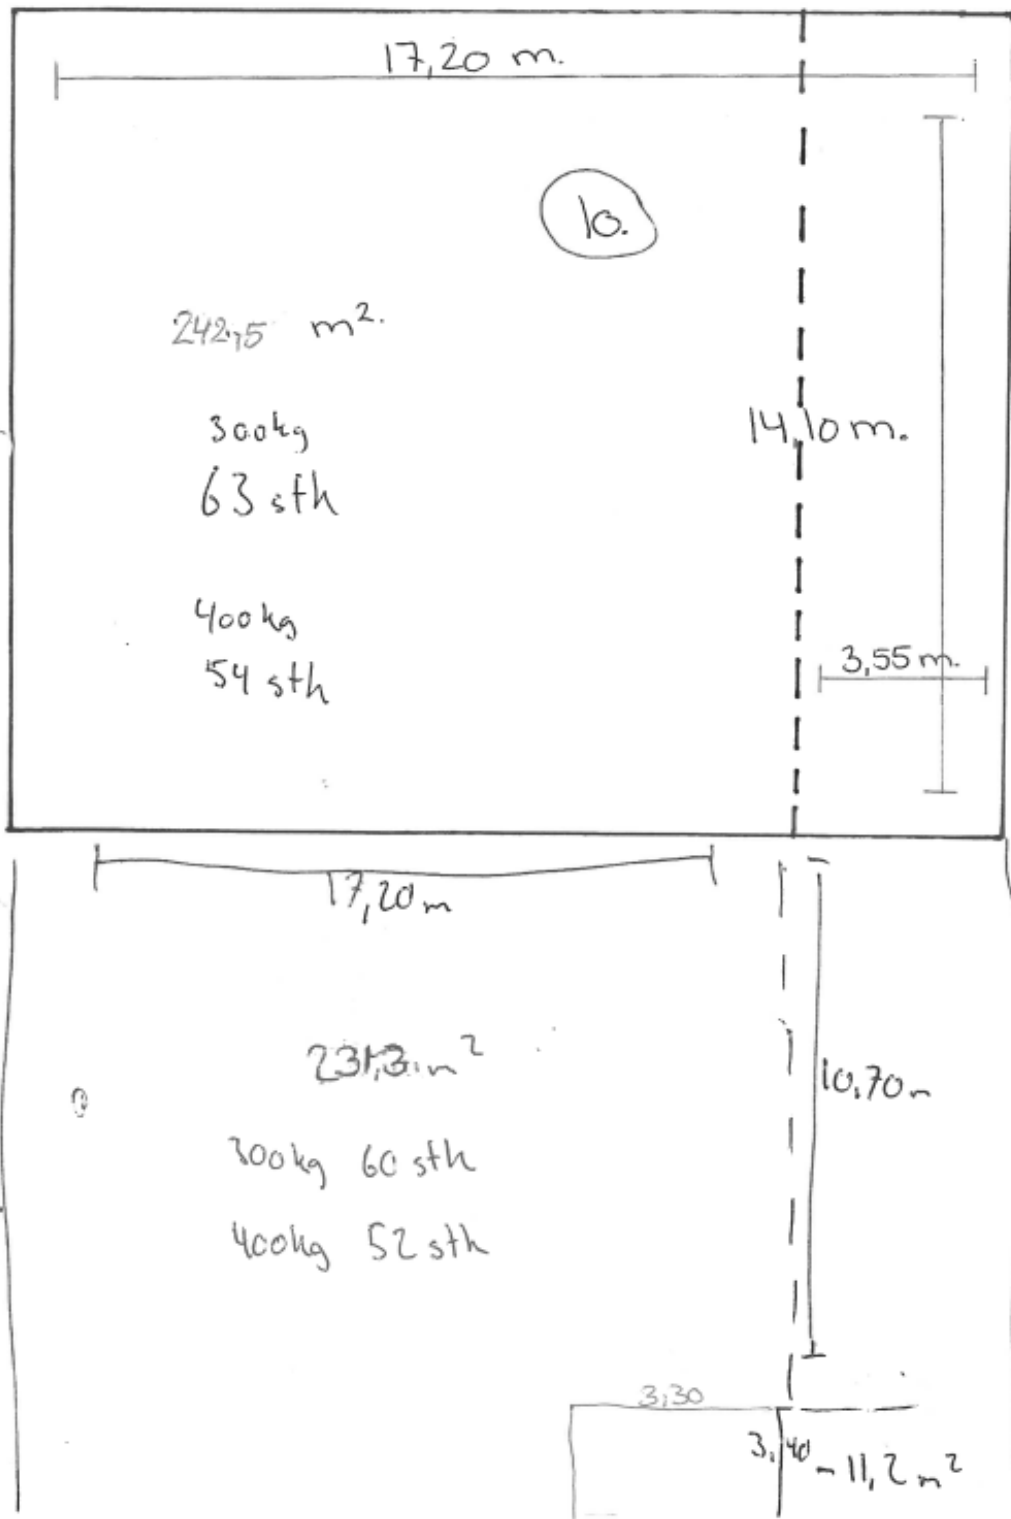 17,20 m.
10.
242,5 m².
300kg
63 sth
14,10 m.
400kg
54 sth
3,55 m.
17,20 m
231,3 m²
10,70 m
300kg 60 sth
400kg 52 sth
3,30
3,40
-11,2 m²